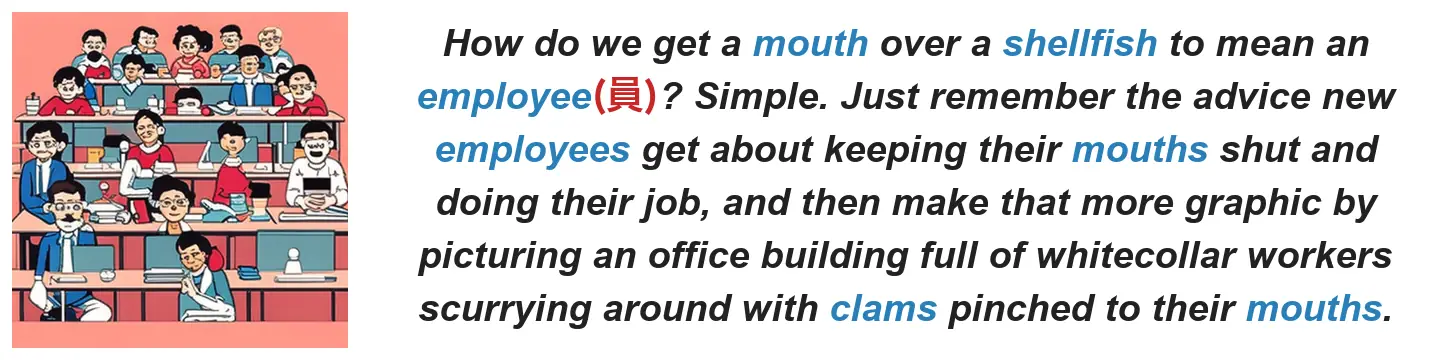 How do we get a mouth over a shellfish to mean an
employee(員)? Simple. Just remember the advice new
employees get about keeping their mouths shut and
doing their job, and then make that more graphic by
picturing an office building full of whitecollar workers
scurrying around with clams pinched to their mouths.